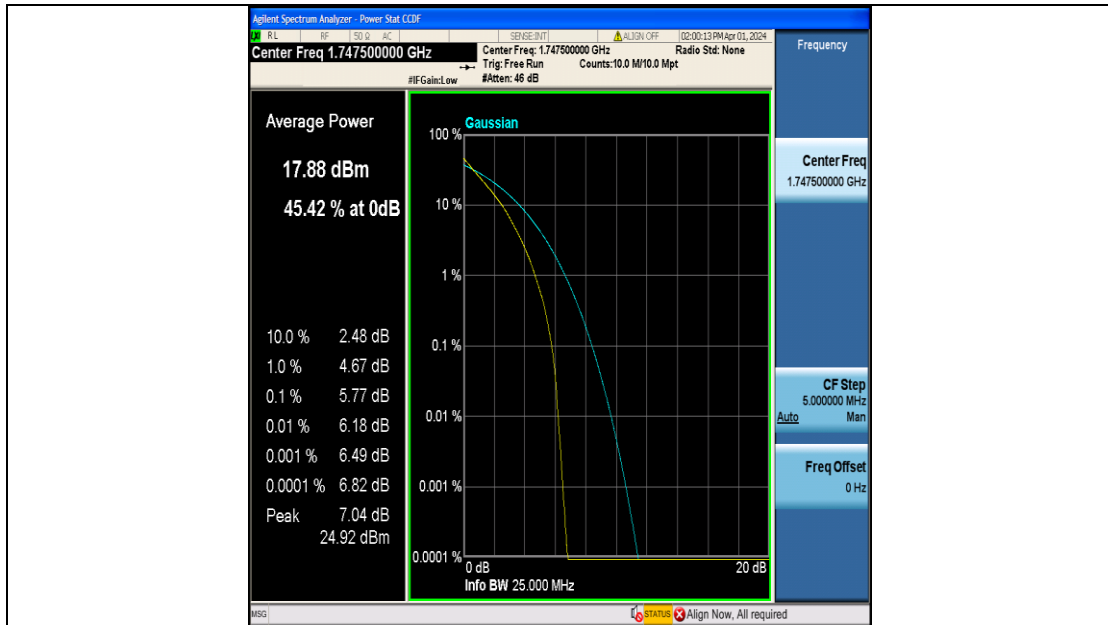 Agilent Spectrum Analyzer - Power Stat CCDF
RL RF 50 Ω AC SENSE:INT ALIGN OFF 02:00:13 PM Apr 01, 2024
Center Freq 1.747500000 GHz
Center Freq: 1.747500000 GHz Radio Std: None
Trig: Free Run Counts:10.0 M/10.0 Mpt
#IFGain:Low #Atten: 46 dB
Frequency
Average Power
17.88 dBm
45.42 % at 0dB
10.0 % 2.48 dB
1.0 % 4.67 dB
0.1 % 5.77 dB
0.01 % 6.18 dB
0.001 % 6.49 dB
0.0001 % 6.82 dB
Peak 7.04 dB
24.92 dBm
Gaussian
100 %
10 %
1 %
0.1 %
0.01 %
0.001 %
0.0001 %
0 dB 20 dB
Info BW 25.000 MHz
Center Freq
1.747500000 GHz
CF Step
5.000000 MHz
Auto Man
Freq Offset
0 Hz
MSG STATUS Align Now, All required